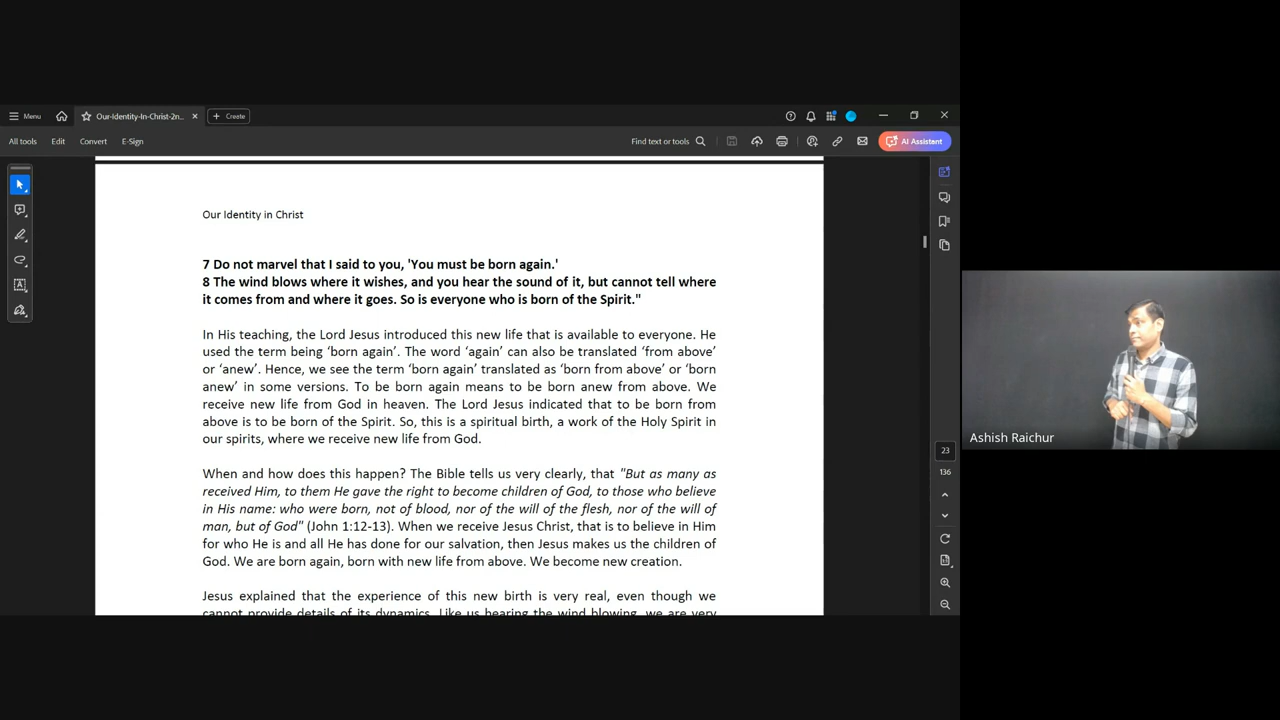 Menu
Our-Identity-In-Christ-2n...
Create
All tools
Edit
Convert
E-Sign
Find text or tools
AI Assistant
Our Identity in Christ
7 Do not marvel that I said to you, 'You must be born again.'
8 The wind blows where it wishes, and you hear the sound of it, but cannot tell where
it comes from and where it goes. So is everyone who is born of the Spirit."
In His teaching, the Lord Jesus introduced this new life that is available to everyone. He
used the term being ‘born again’. The word ‘again’ can also be translated ‘from above’
or ‘anew’. Hence, we see the term ‘born again’ translated as ‘born from above’ or ‘born
anew’ in some versions. To be born again means to be born anew from above. We
receive new life from God in heaven. The Lord Jesus indicated that to be born from
above is to be born of the Spirit. So, this is a spiritual birth, a work of the Holy Spirit in
our spirits, where we receive new life from God.
When and how does this happen? The Bible tells us very clearly, that "But as many as
received Him, to them He gave the right to become children of God, to those who believe
in His name: who were born, not of blood, nor of the will of the flesh, nor of the will of
man, but of God" (John 1:12-13). When we receive Jesus Christ, that is to believe in Him
for who He is and all He has done for our salvation, then Jesus makes us the children of
God. We are born again, born with new life from above. We become new creation.
Jesus explained that the experience of this new birth is very real, even though we
cannot provide details of its dynamics. Like us hearing the wind blowing, we are very
23
136
Ashish Raichur